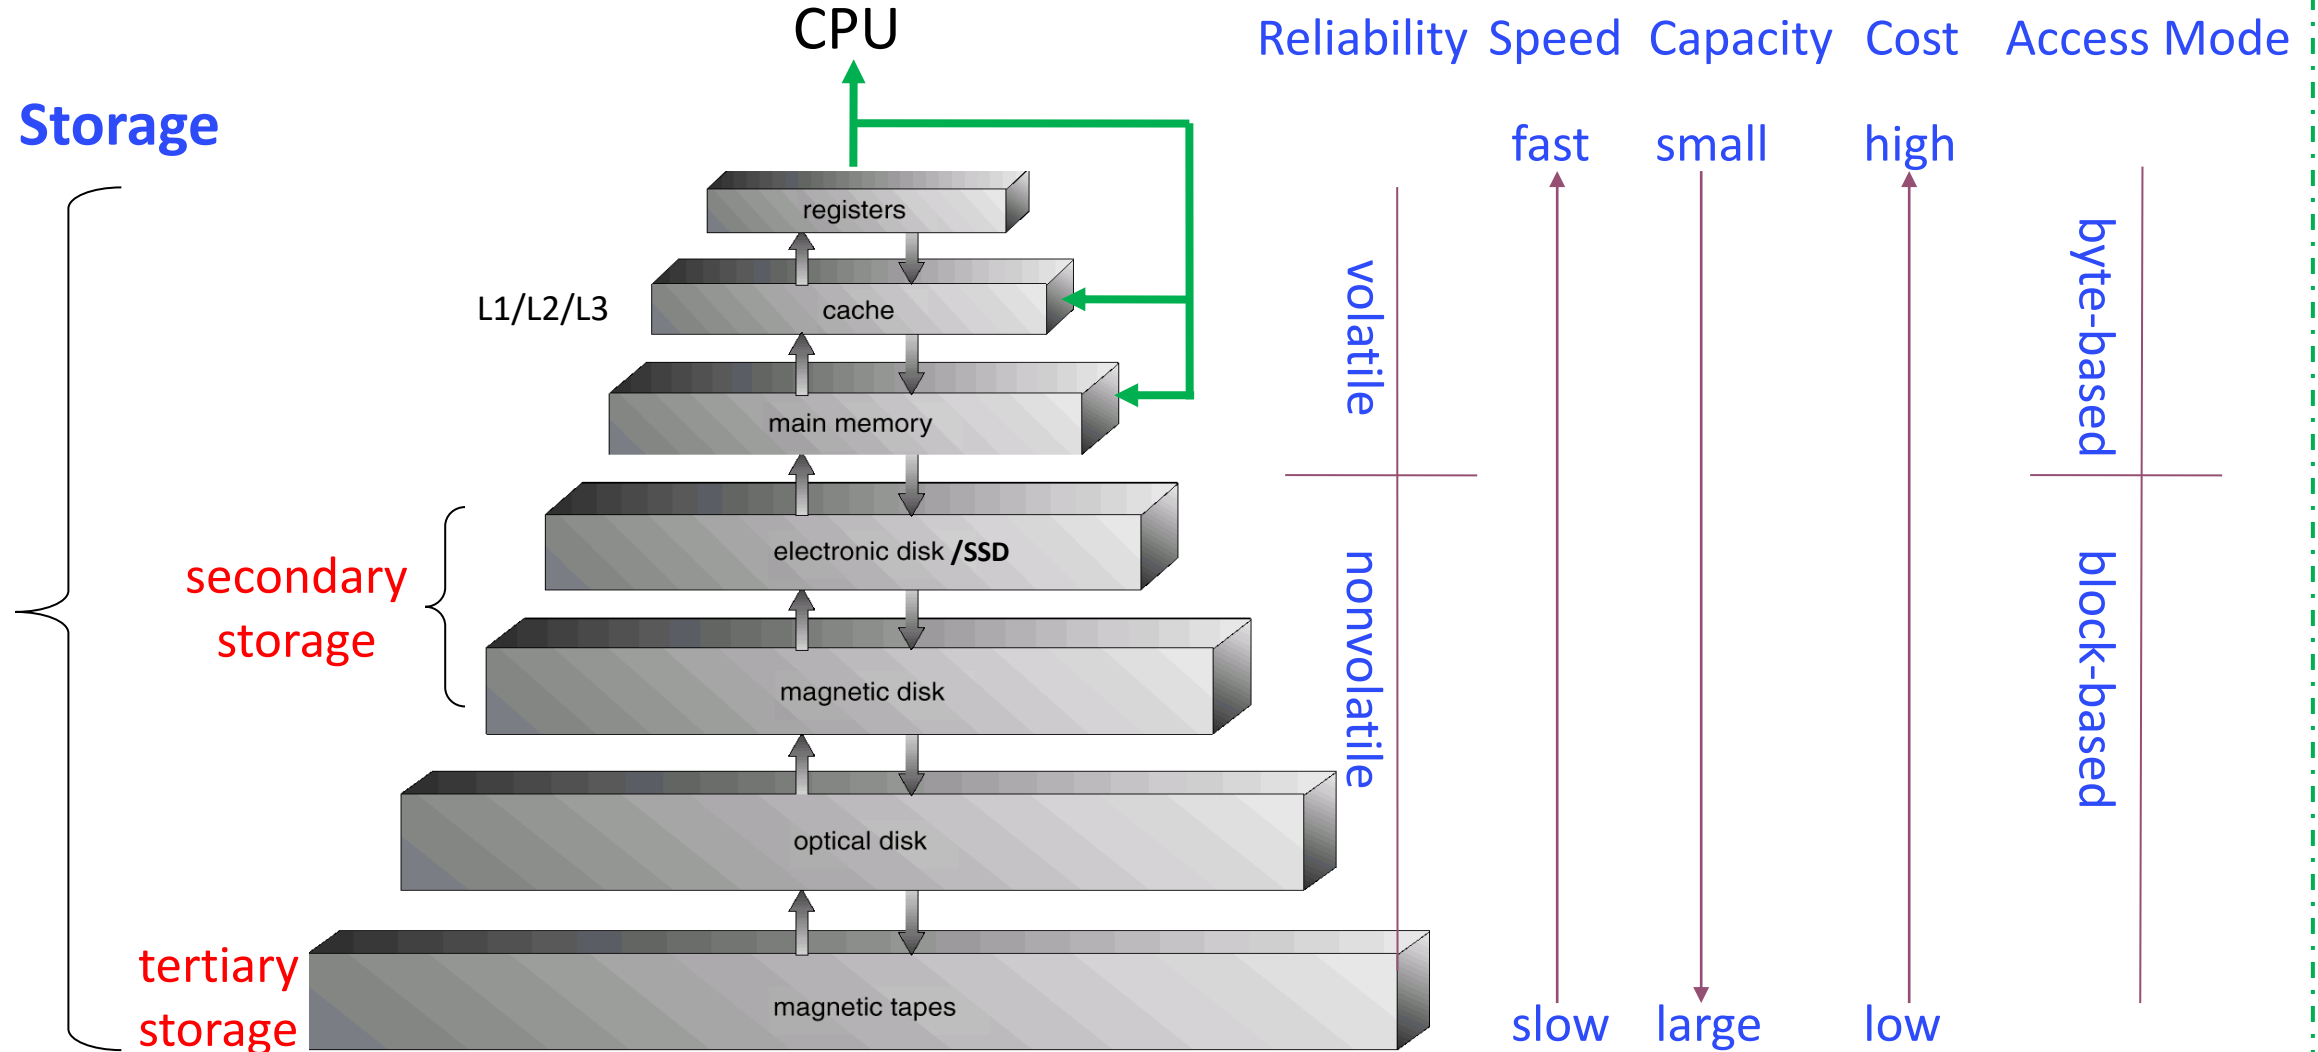 CPU
Reliability Speed Capacity Cost Access Mode
Storage
fast small high
registers
L1/L2/L3
cache
main memory
volatile
byte-based
electronic disk /SSD
secondary
storage
magnetic disk
nonvolatile
block-based
optical disk
tertiary
storage
magnetic tapes
slow large low